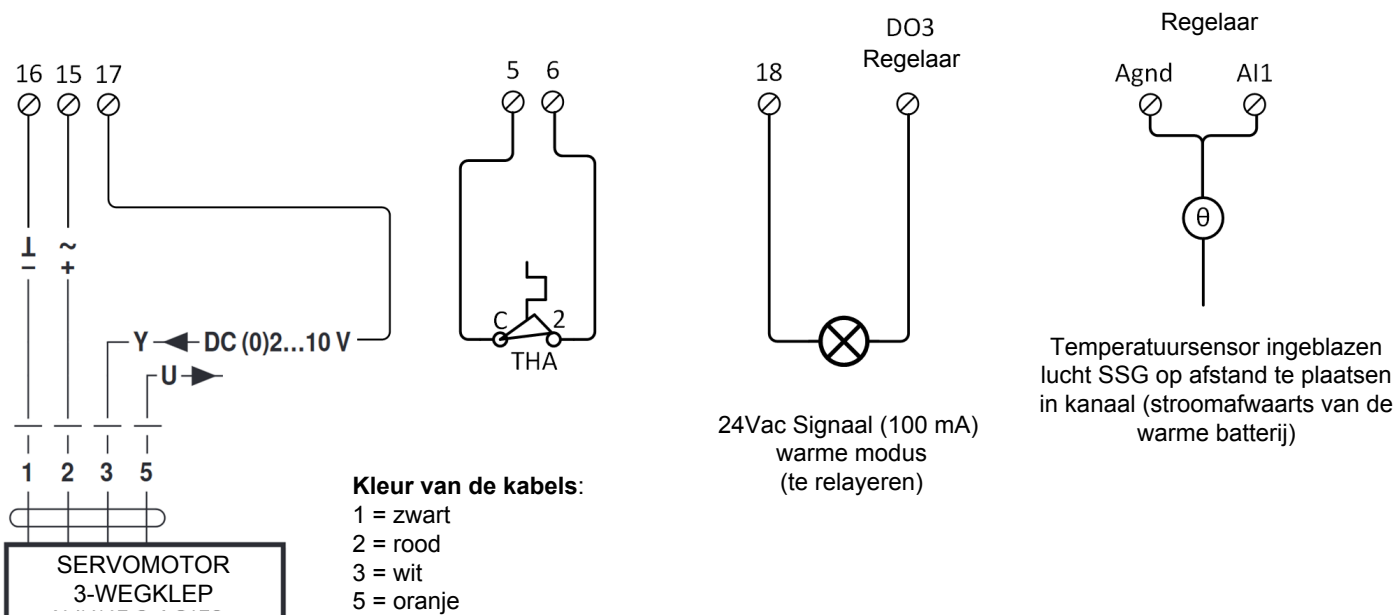 16 15 17
⊥ ~
– +
Y DC (0)2...10 V
U
1 2 3 5
SERVOMOTOR
3-WEGKLEP
Kleur van de kabels:
1 = zwart
2 = rood
3 = wit
5 = oranje
5 6
C 2
THA
DO3
Regelaar
18
24Vac Signaal (100 mA)
warme modus
(te relayeren)
Regelaar
Agnd AI1
θ
Temperatuursensor ingeblazen
lucht SSG op afstand te plaatsen
in kanaal (stroomafwaarts van de
warme batterij)